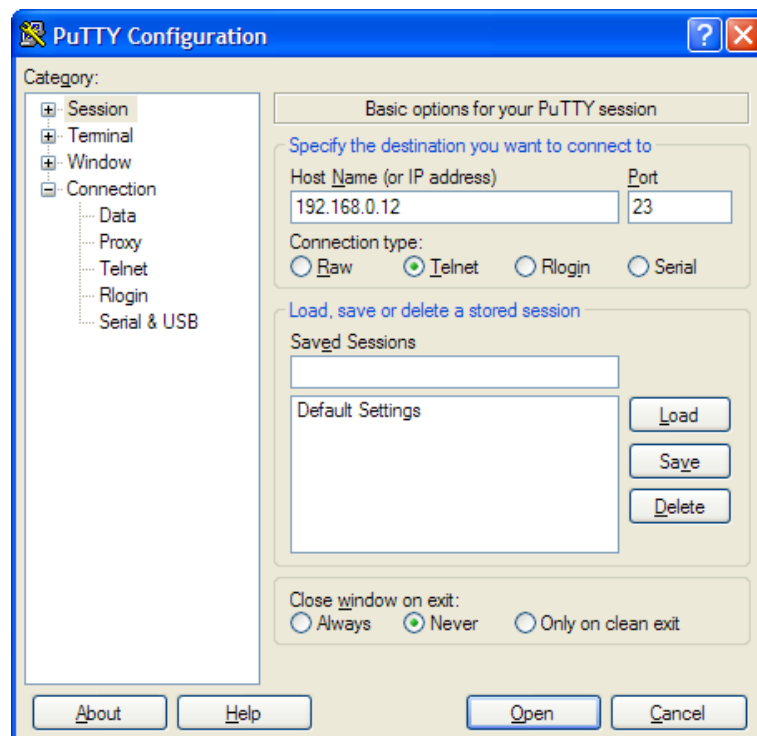 PuTTY Configuration
Category:
Session
Terminal
Window
Connection
Data
Proxy
Telnet
Rlogin
Serial & USB
Basic options for your PuTTY session
Specify the destination you want to connect to
Host Name (or IP address) Port
192.168.0.12 23
Connection type:
Raw Telnet Rlogin Serial
Load, save or delete a stored session
Saved Sessions
Default Settings
Load
Save
Delete
Close window on exit:
Always Never Only on clean exit
About Help Open Cancel